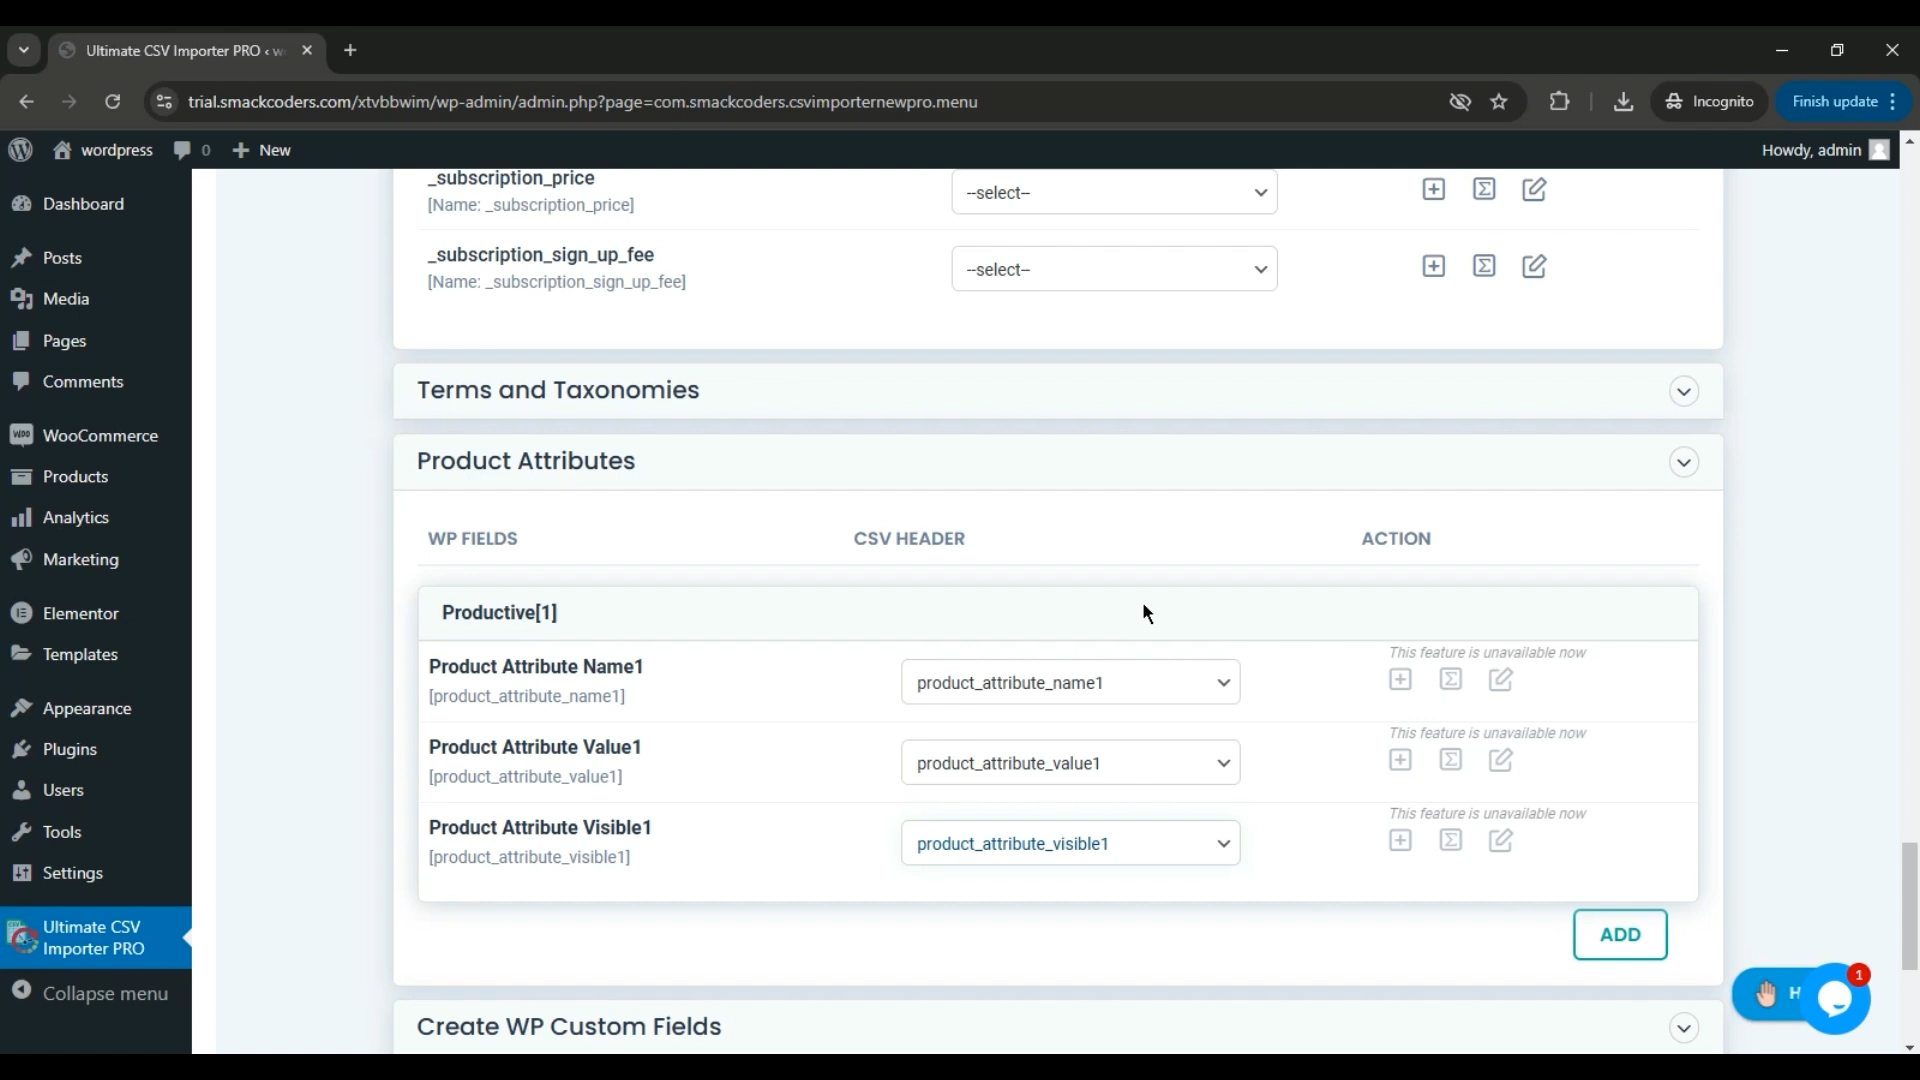 Ultimate CSV Importer PRO ‹ w
trial.smackcoders.com/xtvbbwim/wp-admin/admin.php?page=com.smackcoders.csvimporternewpro.menu
Incognito
Finish update
wordpress
0
New
Howdy, admin
Dashboard
Posts
Media
Pages
Comments
WooCommerce
Products
Analytics
Marketing
Elementor
Templates
Appearance
Plugins
Users
Tools
Settings
Ultimate CSV
Importer PRO
Collapse menu
_subscription_price
[Name: _subscription_price]
--select--
_subscription_sign_up_fee
[Name: _subscription_sign_up_fee]
--select--
Terms and Taxonomies
Product Attributes
WP FIELDS
CSV HEADER
ACTION
Productive[1]
Product Attribute Name1
[product_attribute_name1]
product_attribute_name1
This feature is unavailable now
Product Attribute Value1
[product_attribute_value1]
product_attribute_value1
This feature is unavailable now
Product Attribute Visible1
[product_attribute_visible1]
product_attribute_visible1
This feature is unavailable now
ADD
Create WP Custom Fields
H
1